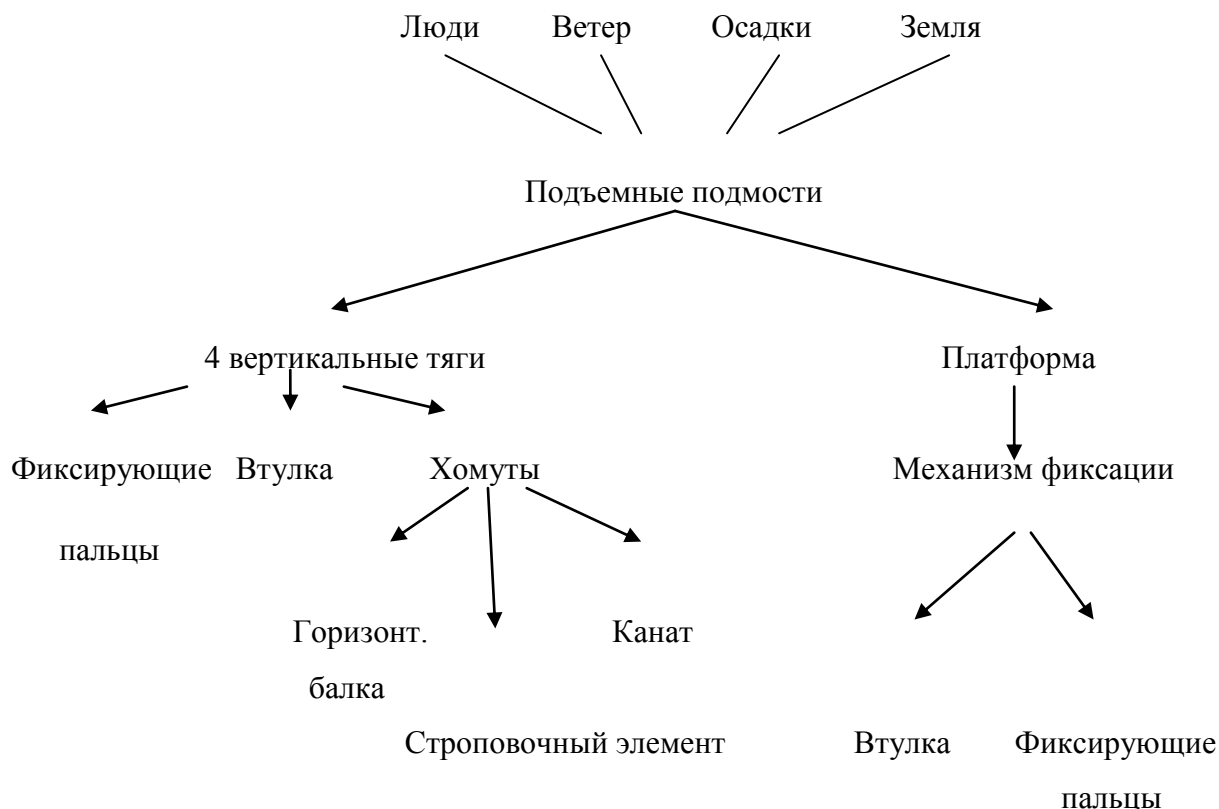 Люди Ветер Осадки Земля
Подъемные подмости
4 вертикальные тяги Платформа
Фиксирующие Втулка Хомуты Механизм фиксации
пальцы
Горизонт. Канат
балка
Строповочный элемент Втулка Фиксирующие
пальцы